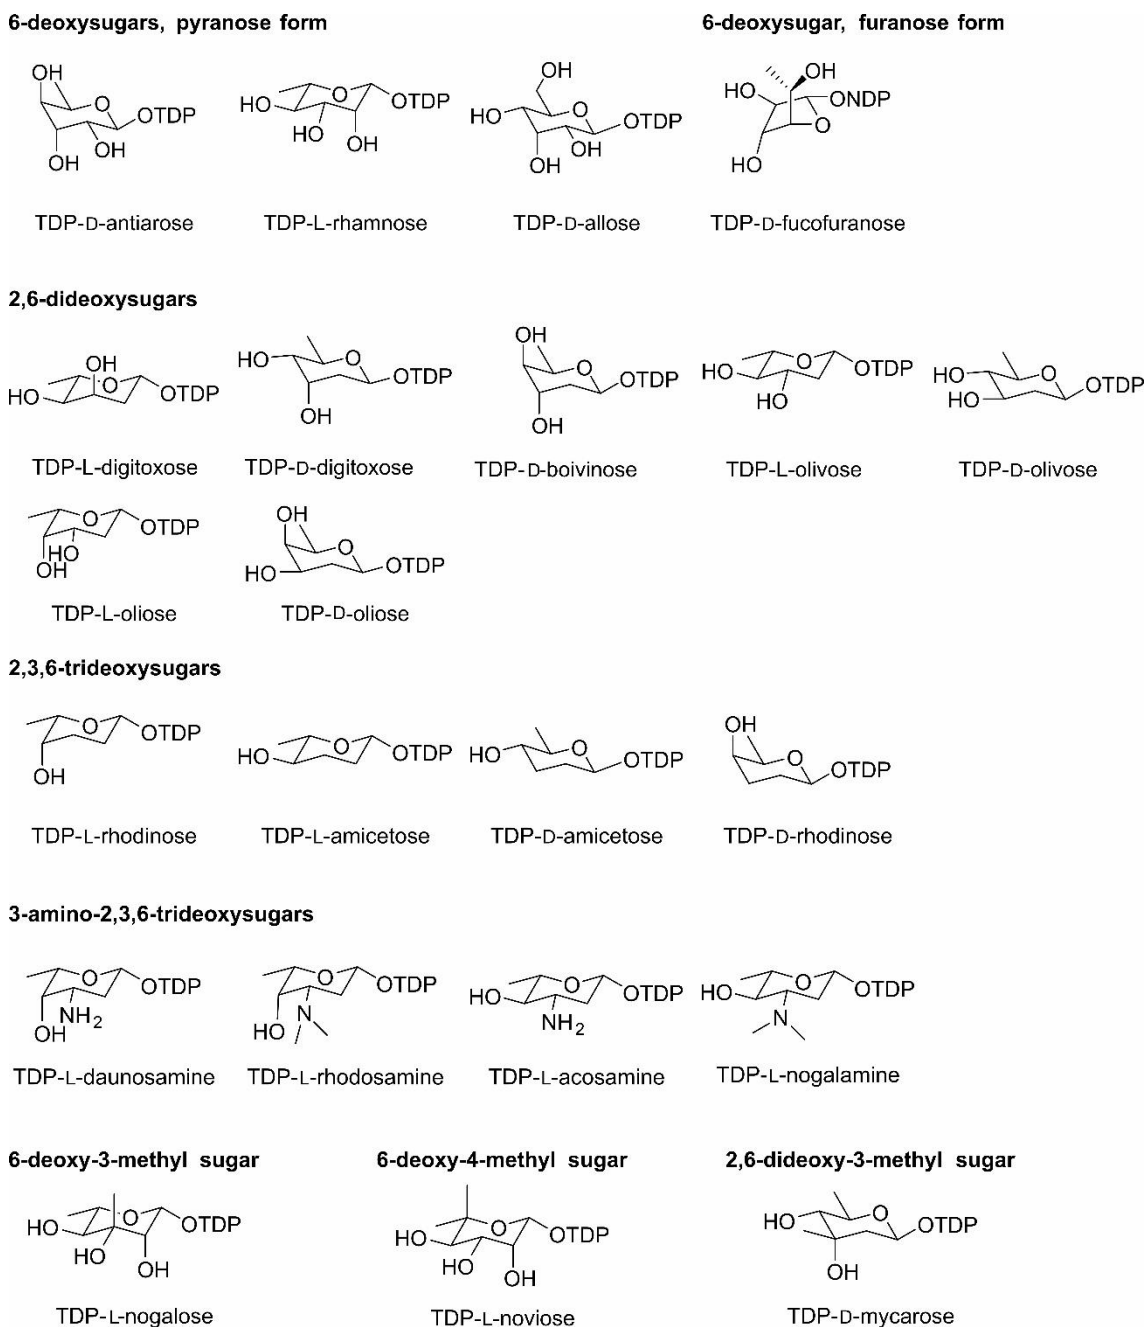 6-deoxysugars, pyranose form
6-deoxysugar, furanose form
OH
O
OTDP
OH
OH
TDP-D-antiarose
O
OTDP
HO
HO
OH
TDP-L-rhamnose
OH
HO
O
OTDP
OH
OH
TDP-D-allose
OH
HO
ONDP
O
HO
TDP-D-fucofuranose
2,6-dideoxysugars
OH
O
OTDP
HO
TDP-L-digitoxose
HO
O
OTDP
OH
TDP-D-digitoxose
OH
O
OTDP
OH
TDP-D-boivinose
O
OTDP
HO
HO
TDP-L-olivose
HO
O
OTDP
HO
TDP-D-olivose
O
OTDP
HO
OH
TDP-L-oliose
OH
O
HO
OTDP
TDP-D-oliose
2,3,6-trideoxysugars
O
OTDP
OH
TDP-L-rhodinose
HO
O
OTDP
TDP-L-amicetose
HO
O
OTDP
TDP-D-amicetose
OH
O
OTDP
TDP-D-rhodinose
3-amino-2,3,6-trideoxysugars
O
OTDP
NH2
OH
TDP-L-daunosamine
O
OTDP
N
HO
TDP-L-rhodosamine
O
OTDP
HO
NH2
TDP-L-acosamine
O
OTDP
HO
N
TDP-L-nogalamine
6-deoxy-3-methyl sugar
6-deoxy-4-methyl sugar
2,6-dideoxy-3-methyl sugar
O
OTDP
HO
HO
OH
TDP-L-nogalose
O
OTDP
HO
HO
OH
TDP-L-noviose
HO
O
OTDP
OH
TDP-D-mycarose